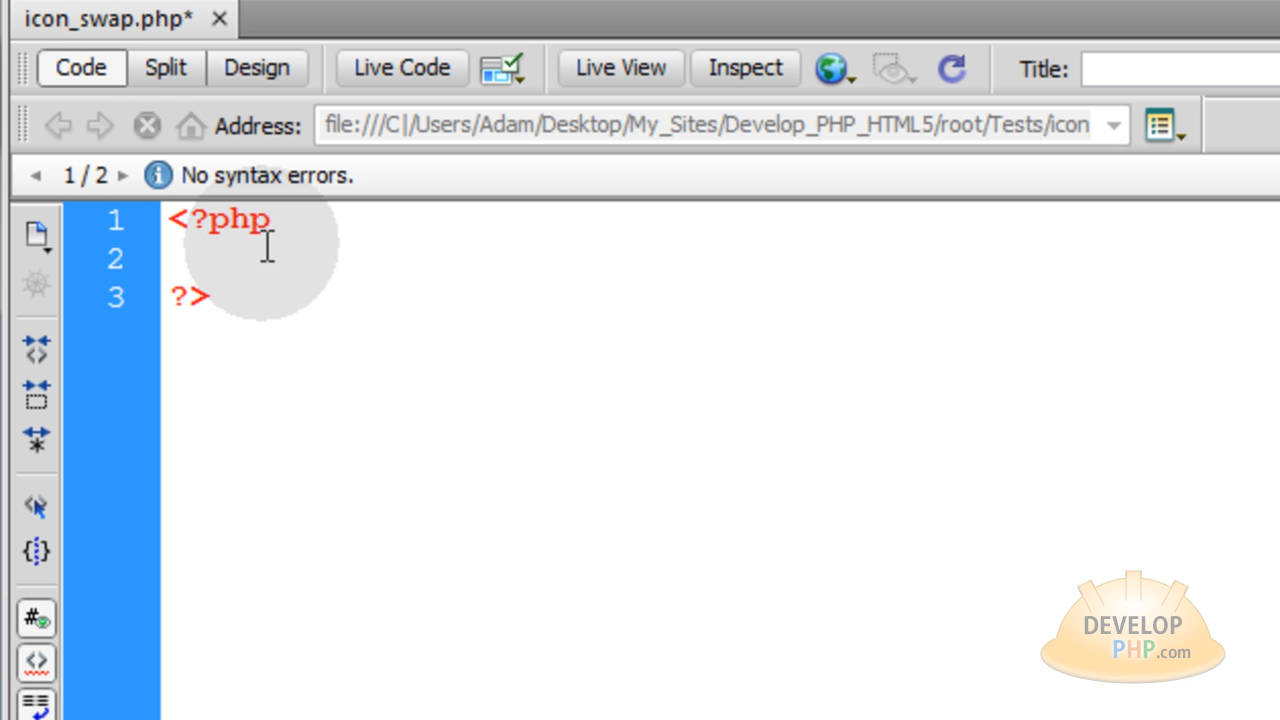 icon_swap.php*
Code Split Design Live Code Live View Inspect Title:
Address: file:///C|/Users/Adam/Desktop/My_Sites/Develop_PHP_HTML5/root/Tests/icon
1 / 2 No syntax errors.
1 <?php
2
3 ?>
DEVELOP
PHP.com